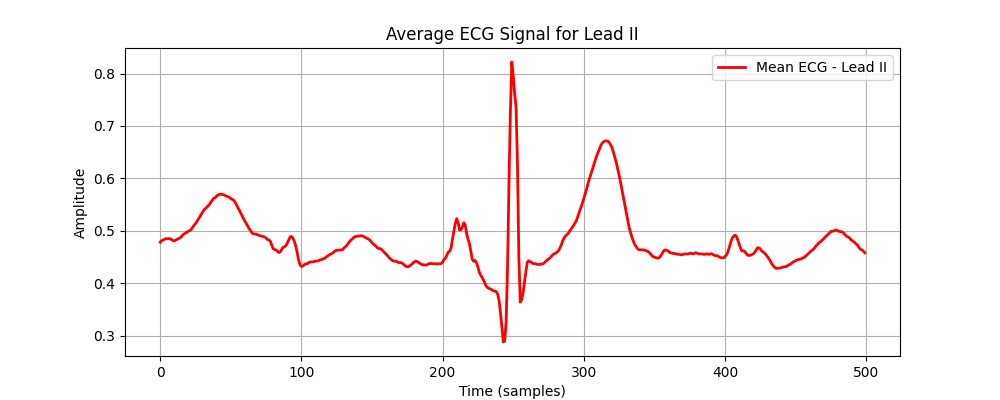 Average ECG Signal for Lead II
Mean ECG - Lead II
Amplitude
0.8
0.7
0.6
0.5
0.4
0.3
0 100 200 300 400 500
Time (samples)